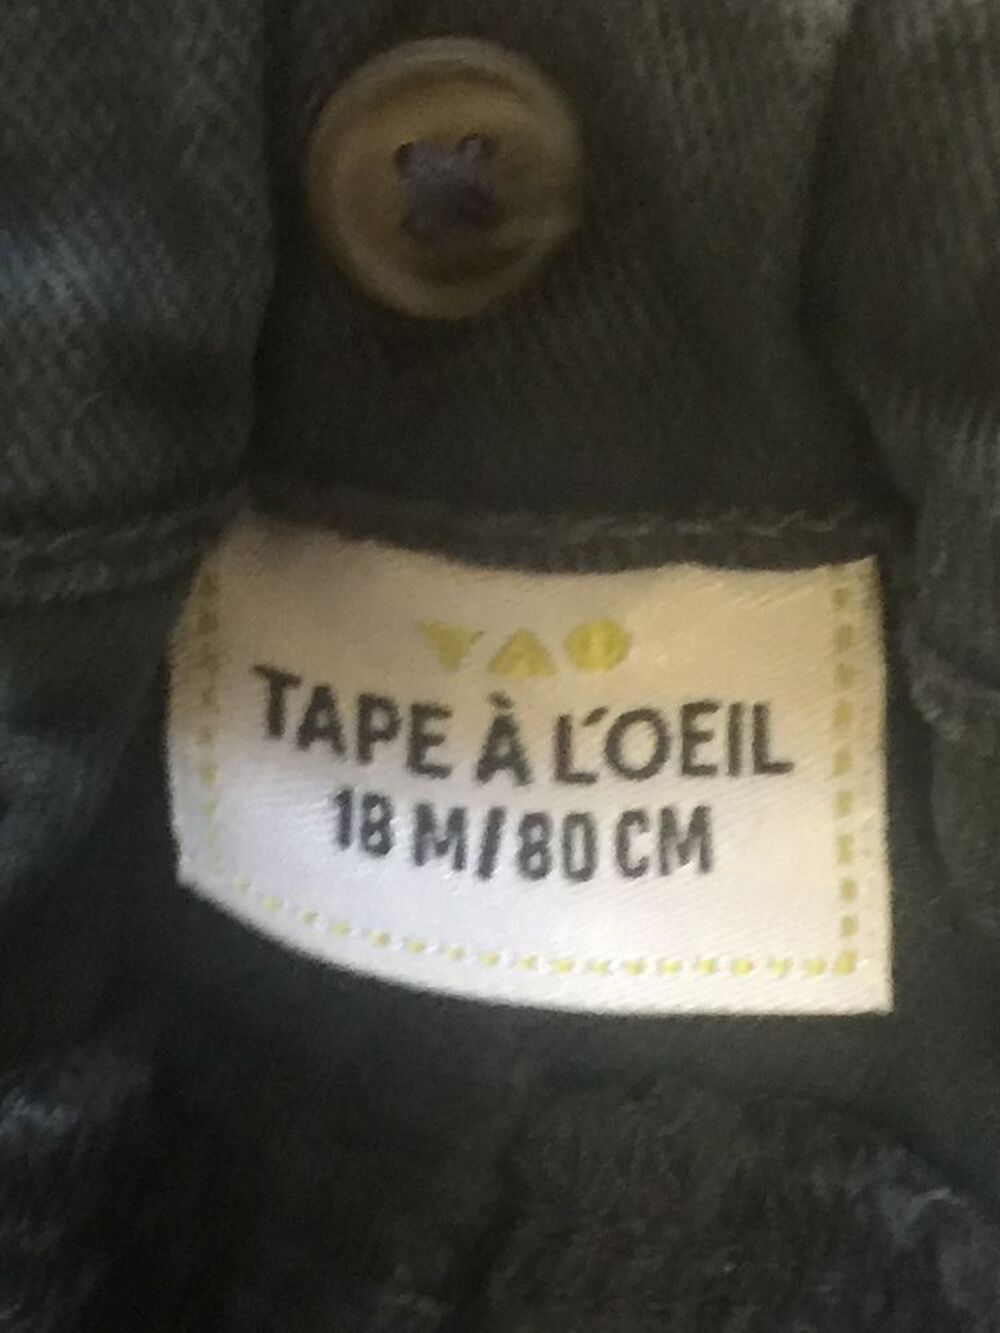 TAPE À L'OEIL
18 M/80 CM